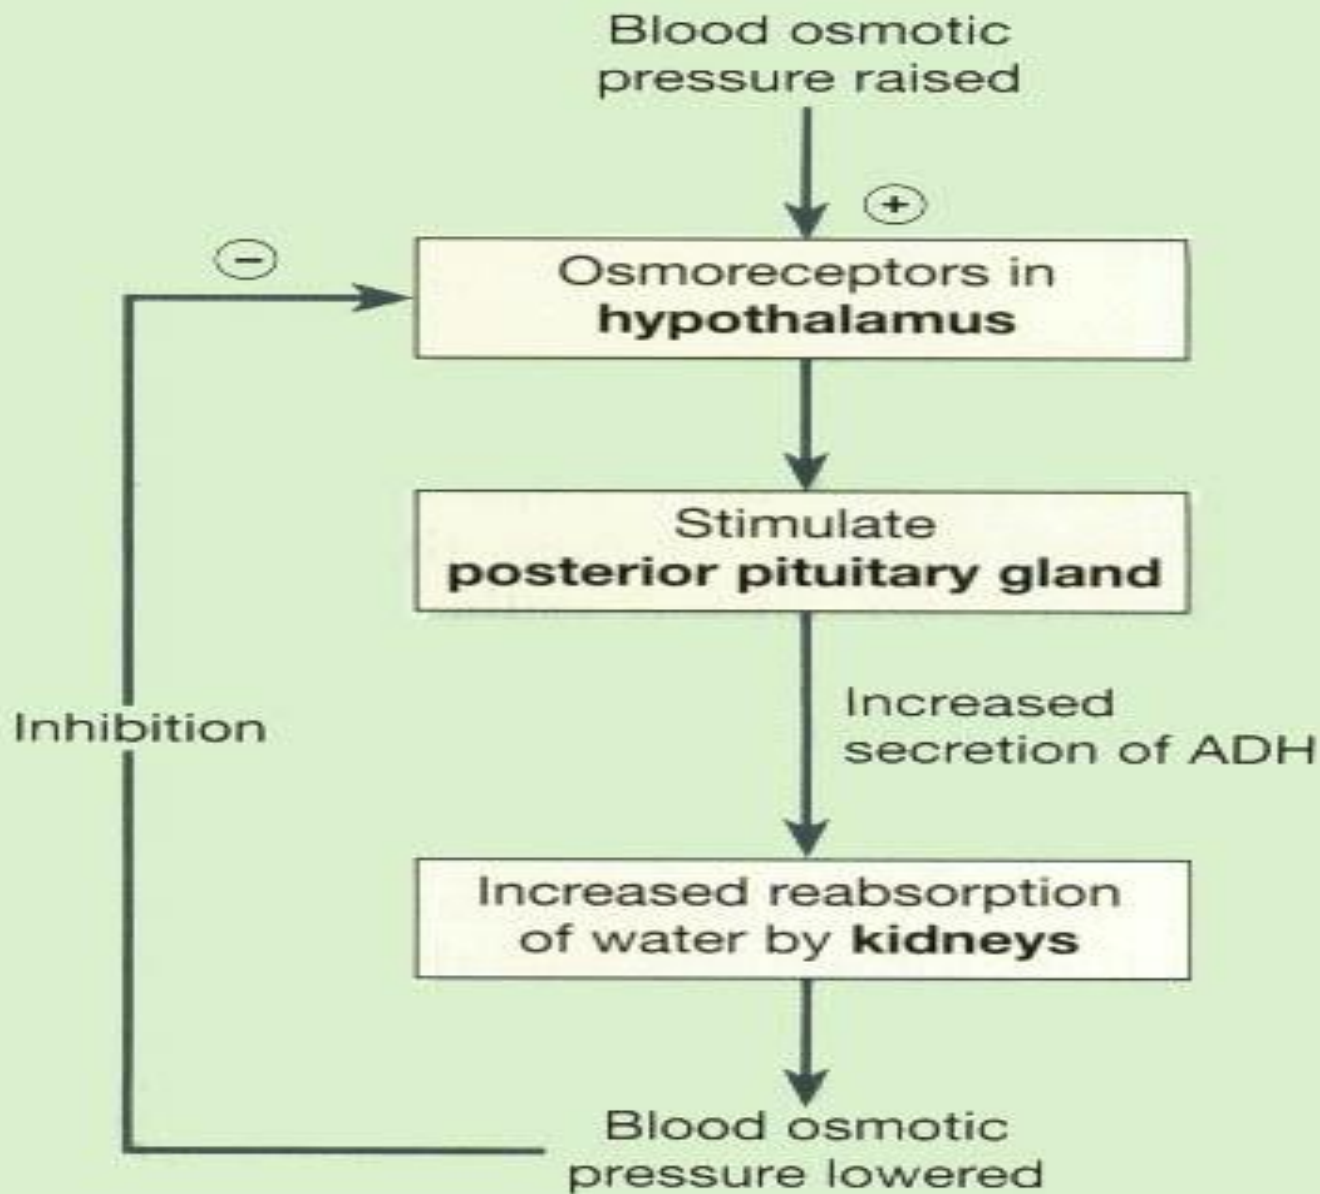 Blood osmotic
pressure raised
+
−
Osmoreceptors in
hypothalamus
Stimulate
posterior pituitary gland
Increased
secretion of ADH
Inhibition
Increased reabsorption
of water by kidneys
Blood osmotic
pressure lowered